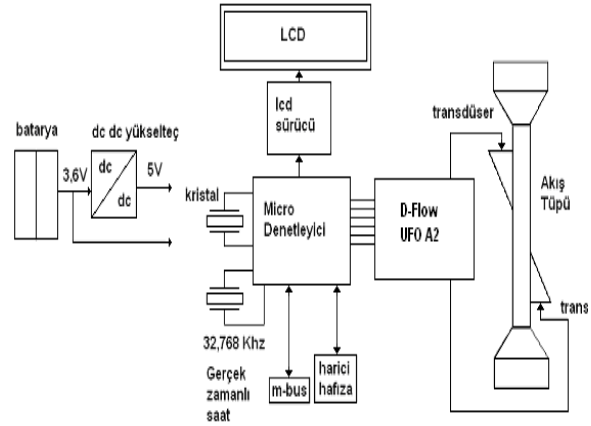 LCD
lcd
sürücü
transdüser
batarya
dc dc yükselteç
3,6V
dc
dc
5V
kristal
Micro
Denetleyici
D-Flow
UFO A2
Akış
Tüpü
trans
32,768 Khz
Gerçek
zamanlı
saat
m-bus
harici
hafıza